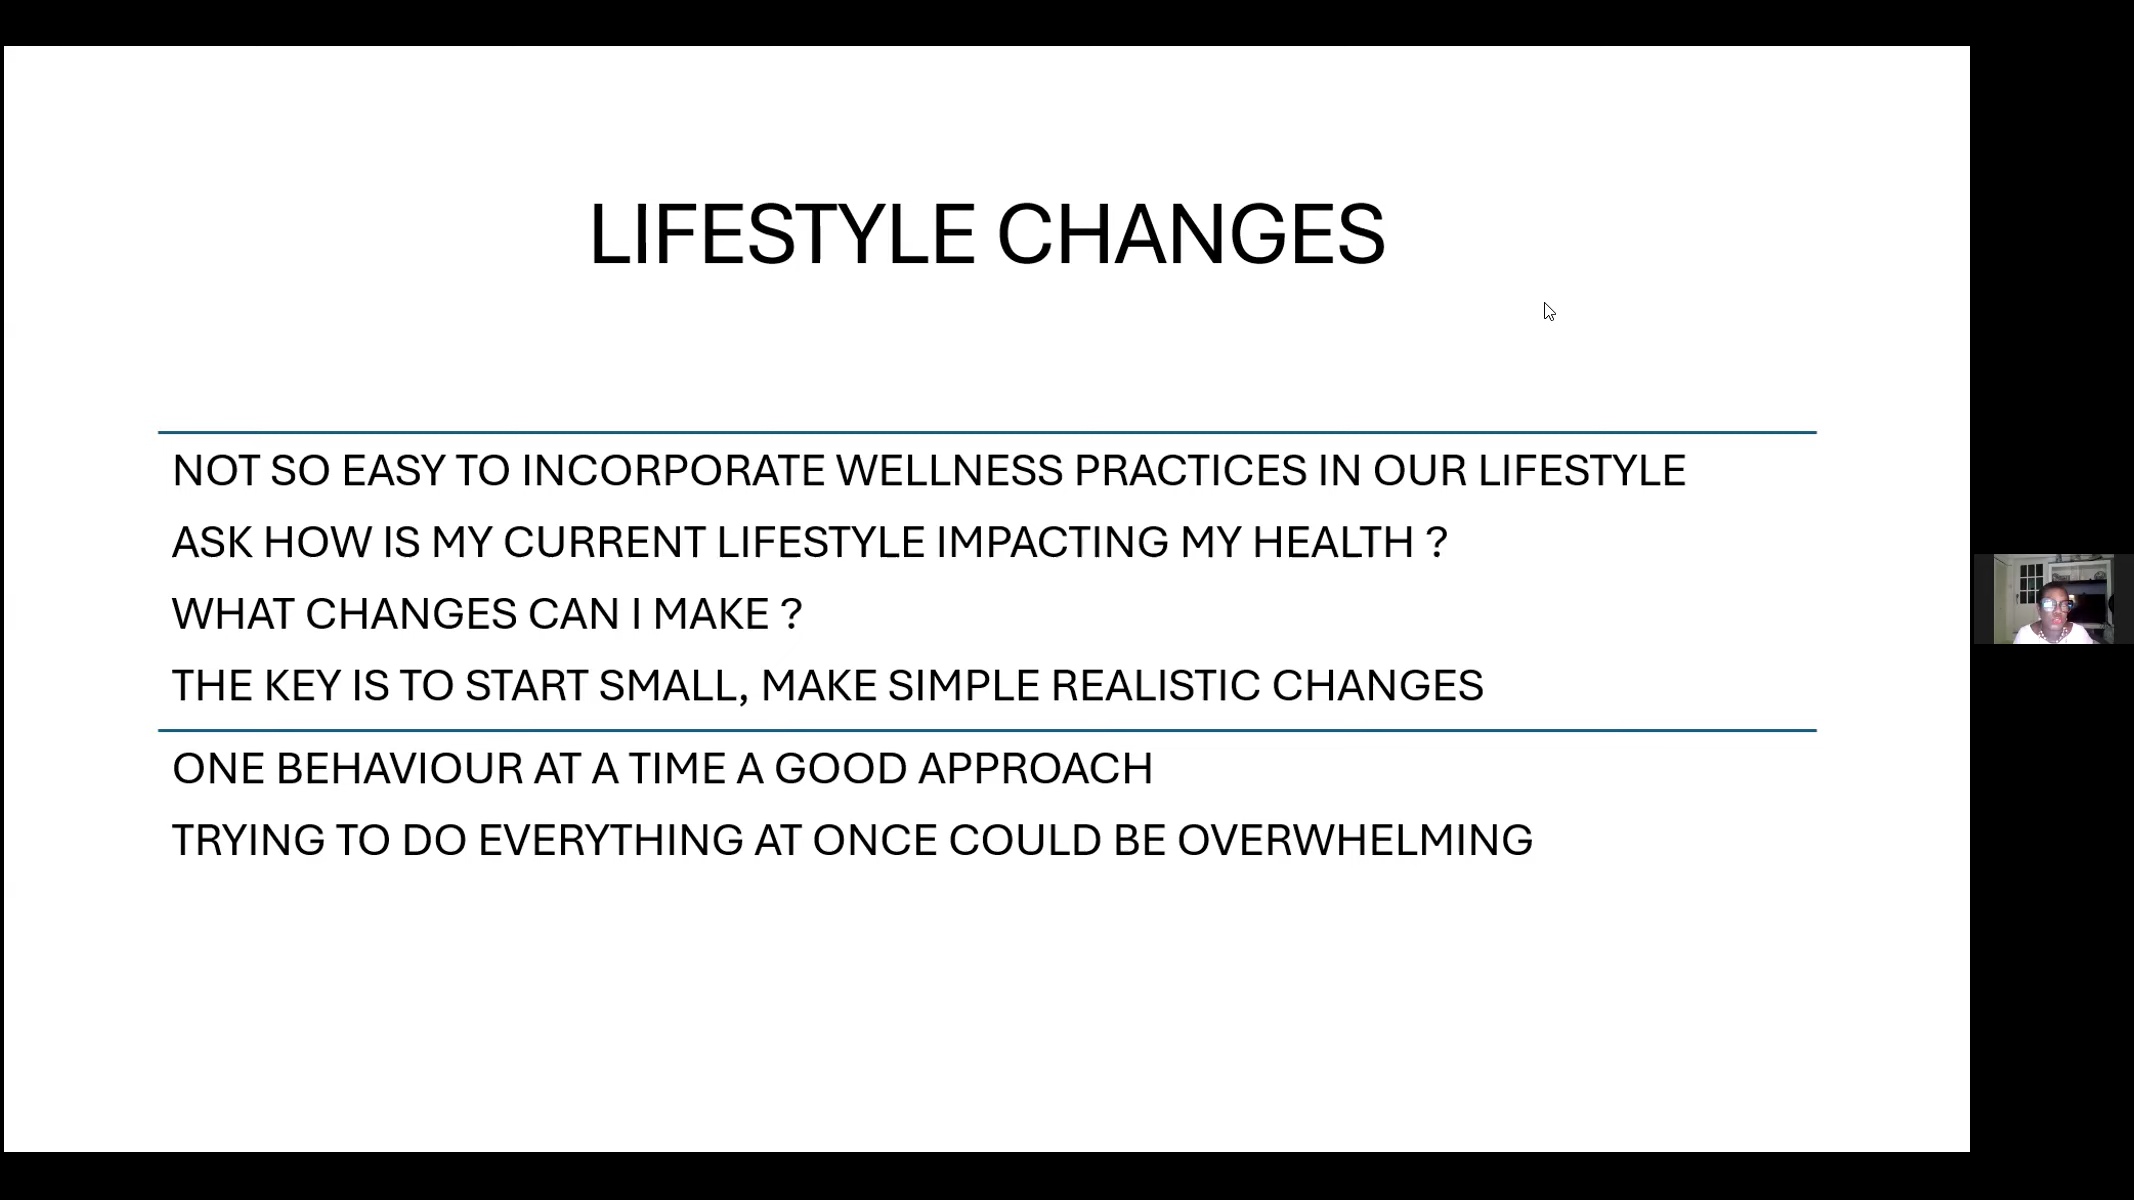 LIFESTYLE CHANGES
NOT SO EASY TO INCORPORATE WELLNESS PRACTICES IN OUR LIFESTYLE
ASK HOW IS MY CURRENT LIFESTYLE IMPACTING MY HEALTH ?
WHAT CHANGES CAN I MAKE ?
THE KEY IS TO START SMALL, MAKE SIMPLE REALISTIC CHANGES
ONE BEHAVIOUR AT A TIME A GOOD APPROACH
TRYING TO DO EVERYTHING AT ONCE COULD BE OVERWHELMING